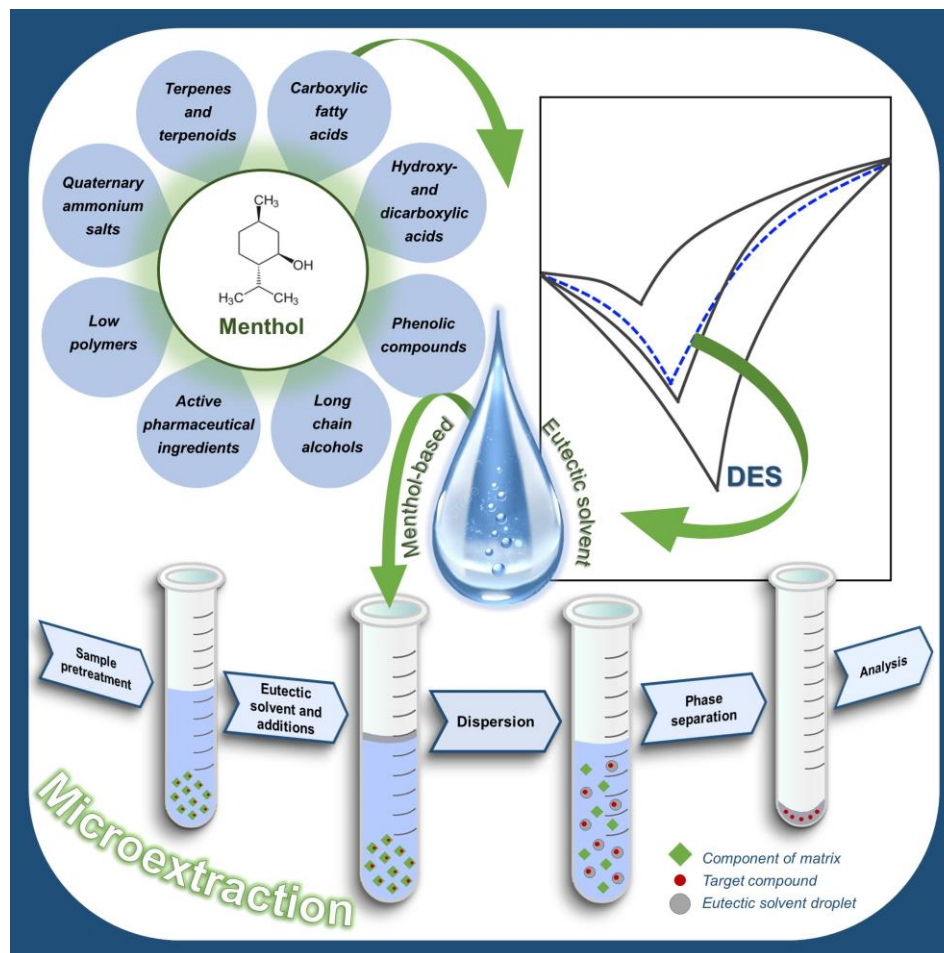 Terpenes
and
terpenoids
Carboxylic
fatty
acids
Quaternary
ammonium
salts
Hydroxy-
and
dicarboxylic
acids
CH₃
OH
H₃C
CH₃
Menthol
Low
polymers
Phenolic
compounds
Active
pharmaceutical
ingredients
Long
chain
alcohols
Menthol-based
Eutectic solvent
DES
Sample
pretreatment
Eutectic
solvent and
additions
Dispersion
Phase
separation
Analysis
Microextraction
Component of matrix
Target compound
Eutectic solvent droplet